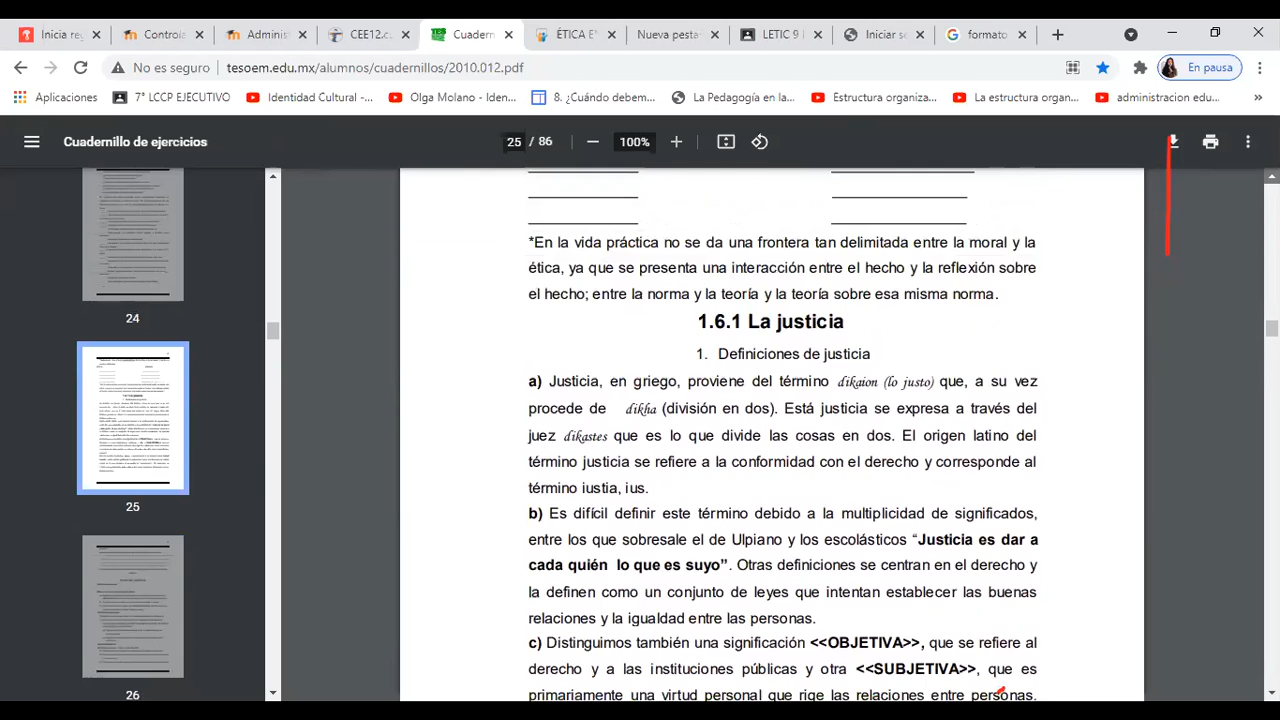 Inicia re
Controla
Administ
CEE12.c
Cuadern
ÉTICA E
Nueva pesta
LETIC 9
Iniciar se
formato
No es seguro
tesoem.edu.mx/alumnos/cuadernillos/2010.012.pdf
En pausa
Aplicaciones
7° LCCP EJECUTIVO
Identidad Cultural -...
Olga Molano - Iden...
8. ¿Cuándo debem...
La Pedagogía en la...
Estructura organiza...
La estructura organ...
administracion edu...
Cuadernillo de ejercicios
25 / 86
100%
24
25
26
*En la vida práctica no se da una frontera tan delimitada entre la moral y la
ética, ya que se presenta una interacción entre el hecho y la reflexión sobre
el hecho; entre la norma y la teoría y la teoría sobre esa misma norma.
1.6.1 La justicia
1. Definiciones de justicia
a) Justicia, en griego, proviene del término dikaion (lo justo) que, a su vez
procede de dikha (división en dos). Esta justicia se expresa a través del
juez que es lo que divide las cosas en dos. El origen latino del
término justicia se refiere a la conformidad con el derecho y corresponde al
término iustia, ius.
b) Es difícil definir este término debido a la multiplicidad de significados,
entre los que sobresale el de Ulpiano y los escolásticos “Justicia es dar a
cada quién lo que es suyo”. Otras definiciones se centran en el derecho y
la definen como un conjunto de leyes que intentan establecer las buenas
relaciones y la igualdad entre las personas.
c) Distinguimos también una significación <<OBJETIVA>>, que se refiere al
derecho y a las instituciones públicas y otra <<SUBJETIVA>>, que es
primariamente una virtud personal que rige las relaciones entre personas.